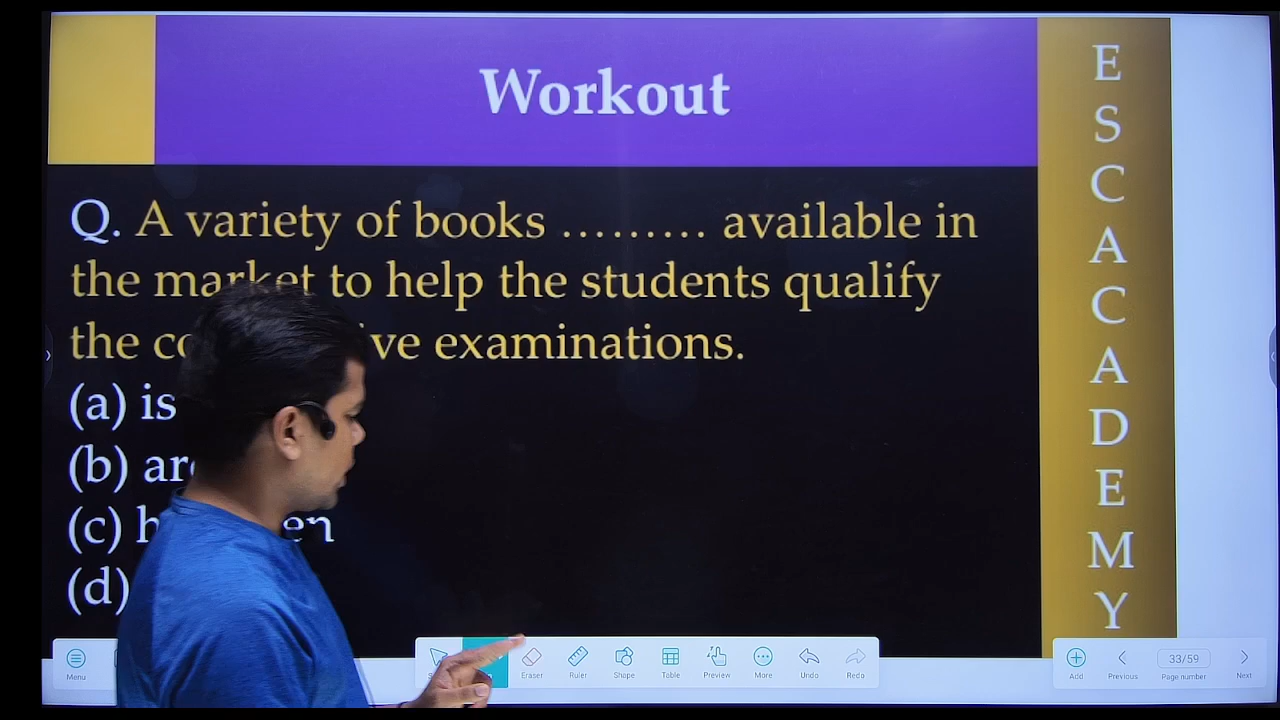 Workout
Q. A variety of books ……… available in
the market to help the students qualify
the ve examinations.
(a) is
(b)
(c) en
(d)
E
S
C
A
C
A
D
E
M
Y
Menu
Eraser
Ruler
Shape
Table
Preview
More
Undo
Redo
Add
Previous
33/59
Page number
Next